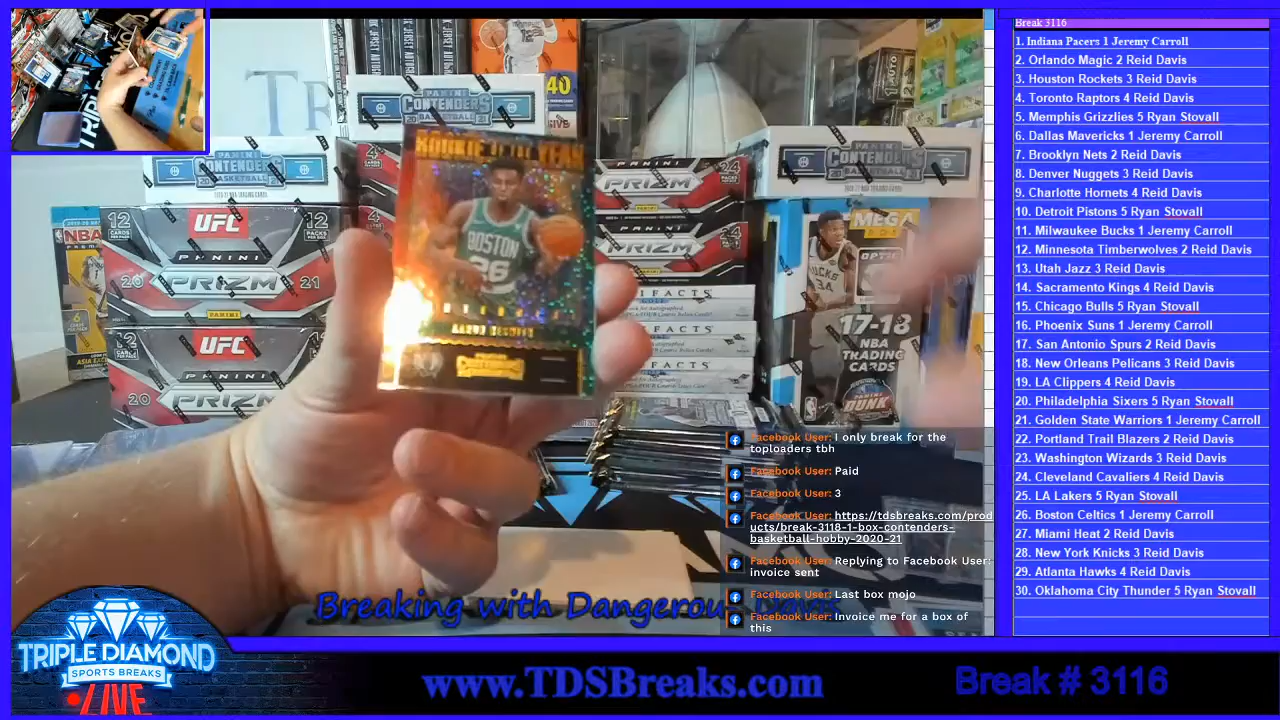 Break 3116
1. Indiana Pacers 1 Jeremy Carroll
2. Orlando Magic 2 Reid Davis
3. Houston Rockets 3 Reid Davis
4. Toronto Raptors 4 Reid Davis
5. Memphis Grizzlies 5 Ryan Stovall
6. Dallas Mavericks 1 Jeremy Carroll
7. Brooklyn Nets 2 Reid Davis
8. Denver Nuggets 3 Reid Davis
9. Charlotte Hornets 4 Reid Davis
10. Detroit Pistons 5 Ryan Stovall
11. Milwaukee Bucks 1 Jeremy Carroll
12. Minnesota Timberwolves 2 Reid Davis
13. Utah Jazz 3 Reid Davis
14. Sacramento Kings 4 Reid Davis
15. Chicago Bulls 5 Ryan Stovall
16. Phoenix Suns 1 Jeremy Carroll
17. San Antonio Spurs 2 Reid Davis
18. New Orleans Pelicans 3 Reid Davis
19. LA Clippers 4 Reid Davis
20. Philadelphia Sixers 5 Ryan Stovall
21. Golden State Warriors 1 Jeremy Carroll
22. Portland Trail Blazers 2 Reid Davis
23. Washington Wizards 3 Reid Davis
24. Cleveland Cavaliers 4 Reid Davis
25. LA Lakers 5 Ryan Stovall
26. Boston Celtics 1 Jeremy Carroll
27. Miami Heat 2 Reid Davis
28. New York Knicks 3 Reid Davis
29. Atlanta Hawks 4 Reid Davis
30. Oklahoma City Thunder 5 Ryan Stovall
PANINI
CONTENDERS
BASKETBALL
ROOKIE OF THE YEAR
BOSTON
26
UFC
12
12
PANINI
PRIZM
20
21
PANINI
UFC
PANINI
PRIZM
20
PRIZM
24
PRIZM
24
CONTENDERS
BASKETBALL
MEGA
BUCKS
34
17-18
NBA
TRADING
CARDS
40
Facebook User: I only break for the
toploaders tbh
Facebook User: Paid
Facebook User: 3
Facebook User: https://tdsbreaks.com/prod
ucts/break-3118-1-box-contenders-
basketball-hobby-2020-21
Facebook User: Replying to Facebook User:
invoice sent
Facebook User: Last box mojo
Facebook User: Invoice me for a box of
this
Breaking with
TRIPLE DIAMOND
SPORTS BREAKS
LIVE
www.TDSBreaks.com
Break # 3116